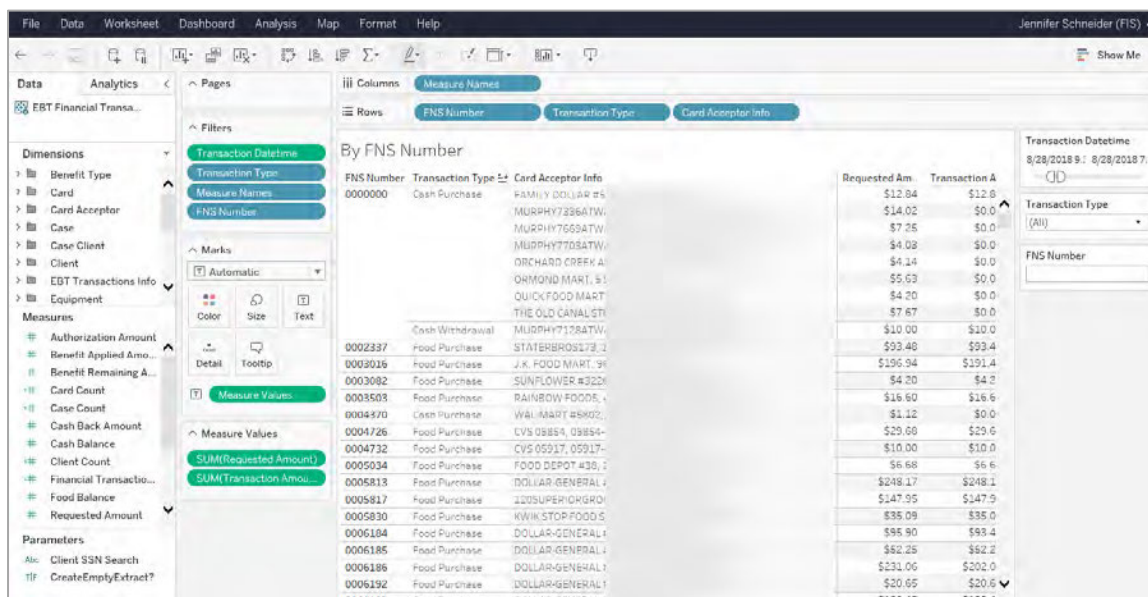 File Data Worksheet Dashboard Analysis Map Format Help Jennifer Schneider (FIS)
Show Me
Data Analytics
EBT Financial Transa...
Dimensions
Benefit Type
Card
Card Acceptor
Case
Case Client
Client
EBT Transactions Info
Equipment
Measures
Authorization Amount
Benefit Applied Amo...
Benefit Remaining A...
Card Count
Case Count
Cash Back Amount
Cash Balance
Client Count
Financial Transactio...
Food Balance
Requested Amount
Parameters
Abc Client SSN Search
T|F CreateEmptyExtract?
Pages
Filters
Transaction Datetime
Transaction Type
Measure Names
FNS Number
Marks
Automatic
Color Size Text
Detail Tooltip
Measure Values
Measure Values
SUM(Requested Amount)
SUM(Transaction Amou...
Columns Measure Names
Rows FNS Number Transaction Type Card Acceptor Info
By FNS Number
FNS Number Transaction Type Card Acceptor Info Requested Am Transaction A
0000000 Cash Purchase FAMILY DOLLAR $12.84 $12.8
MURPHY7336ATW $14.02 $0.0
MURPHY7669ATW $7.25 $0.0
MURPHY7703ATW $4.03 $0.0
ORCHARD CREEK $4.14 $0.0
ORMOND MART, $5.63 $0.0
QUICK FOOD MART $4.20 $0.0
THE OLD CANAL $7.67 $0.0
Cash Withdrawal MURPHY7128ATW $10.00 $10.0
0002337 Food Purchase STATERBROS173, $93.48 $93.4
0003016 Food Purchase J.K. FOOD MART, $196.94 $191.4
0003082 Food Purchase SUNFLOWER $4.20 $4.2
0003503 Food Purchase RAINBOW FOODS, $16.60 $16.6
0004370 Cash Purchase WAL-MART #5802, $1.12 $0.0
0004726 Food Purchase CVS 05854, 05854- $29.68 $29.6
0004732 Food Purchase CVS 05917, 05917- $10.00 $10.0
0005034 Food Purchase FOOD DEPOT #38, $6.68 $6.6
0005813 Food Purchase DOLLAR-GENERAL $248.17 $248.1
0005817 Food Purchase $147.95 $147.9
0005830 Food Purchase KWIK STOP FOOD S $35.09 $35.0
0006184 Food Purchase DOLLAR-GENERAL $95.90 $93.4
0006185 Food Purchase DOLLAR-GENERAL $52.25 $52.2
0006186 Food Purchase DOLLAR-GENERAL $231.06 $202.0
0006192 Food Purchase DOLLAR-GENERAL $20.65 $20.6
Transaction Datetime
8/28/2018 9: 8/28/2018 7.
Transaction Type
(All)
FNS Number